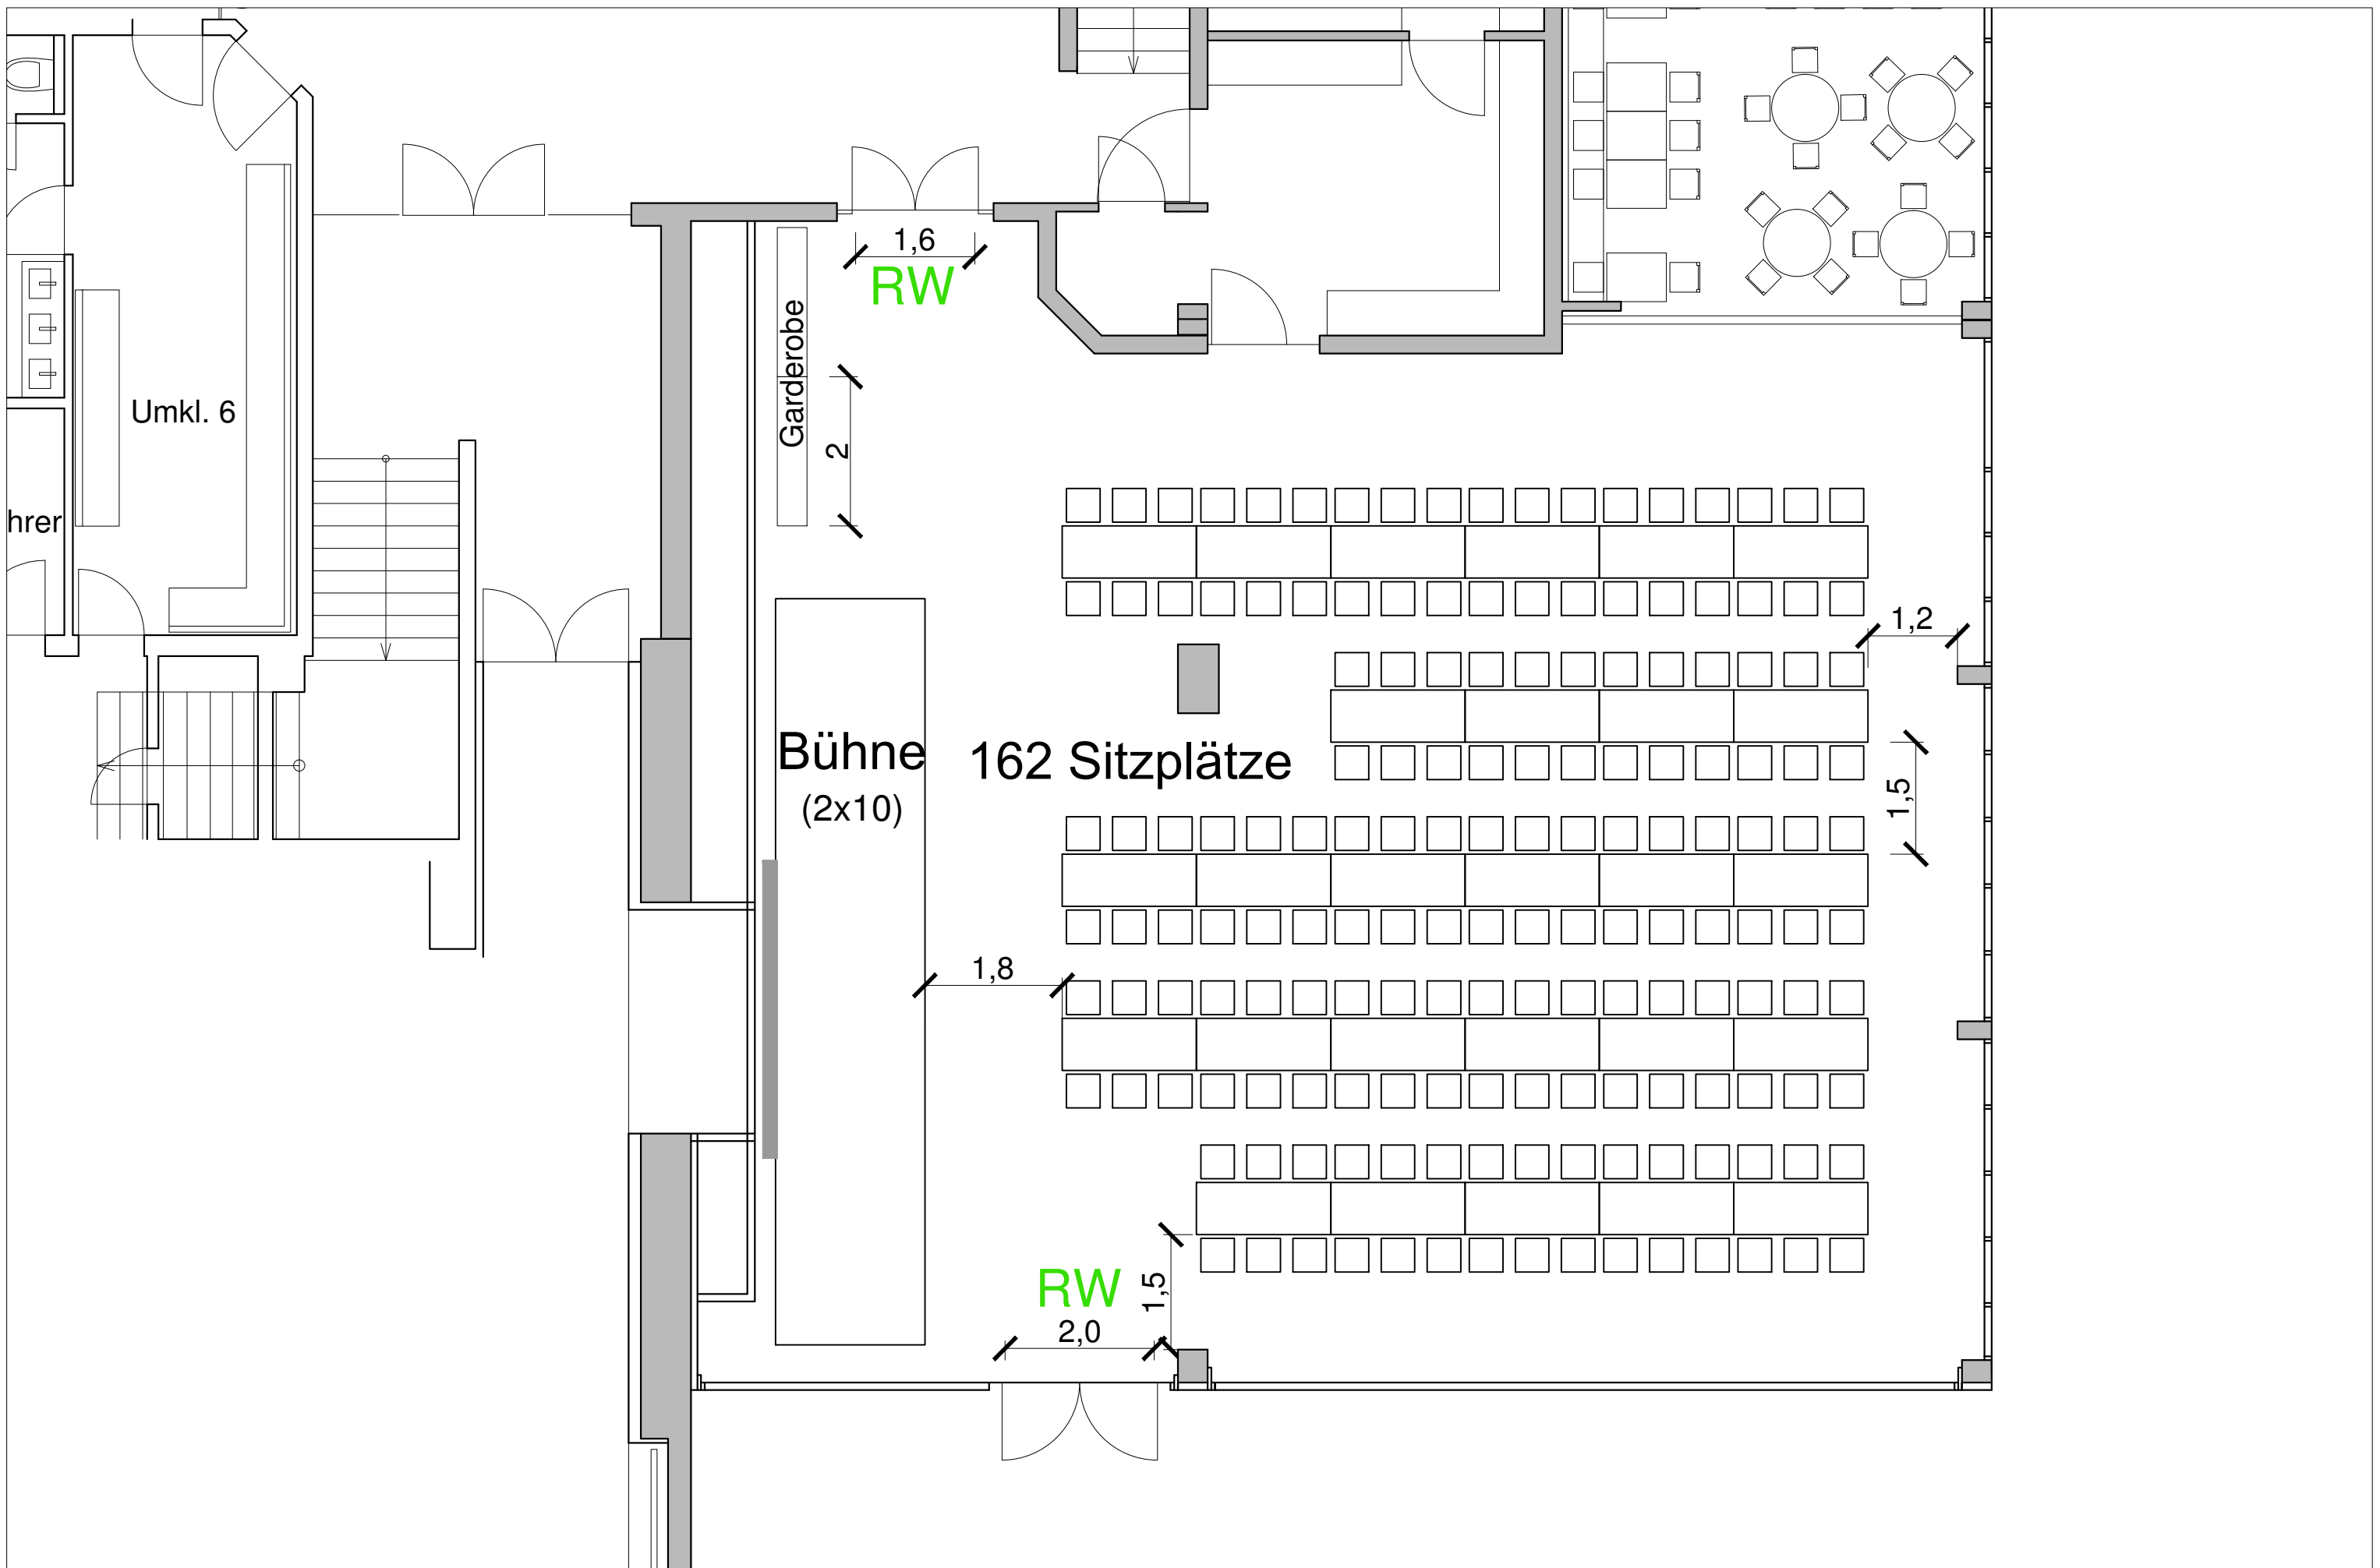 1,6
RW
Garderobe
2
Umkl. 6
hrer
1,2
Bühne
(2x10)
162 Sitzplätze
1,5
1,8
RW
1,5
2,0